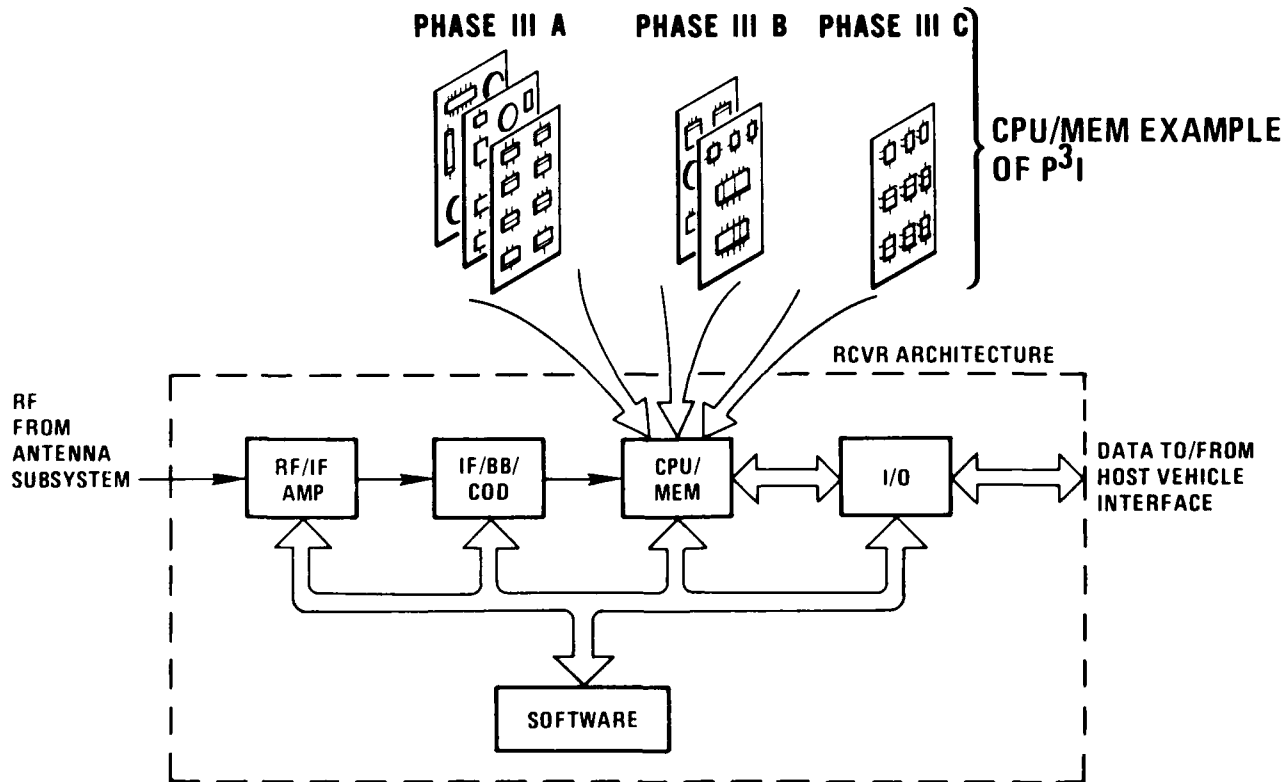 PHASE III A
PHASE III B
PHASE III C
CPU/MEM EXAMPLE
OF P³I
RCVR ARCHITECTURE
RF
FROM
ANTENNA
SUBSYSTEM
RF/IF
AMP
IF/BB/
COD
CPU/
MEM
I/O
DATA TO/FROM
HOST VEHICLE
INTERFACE
SOFTWARE